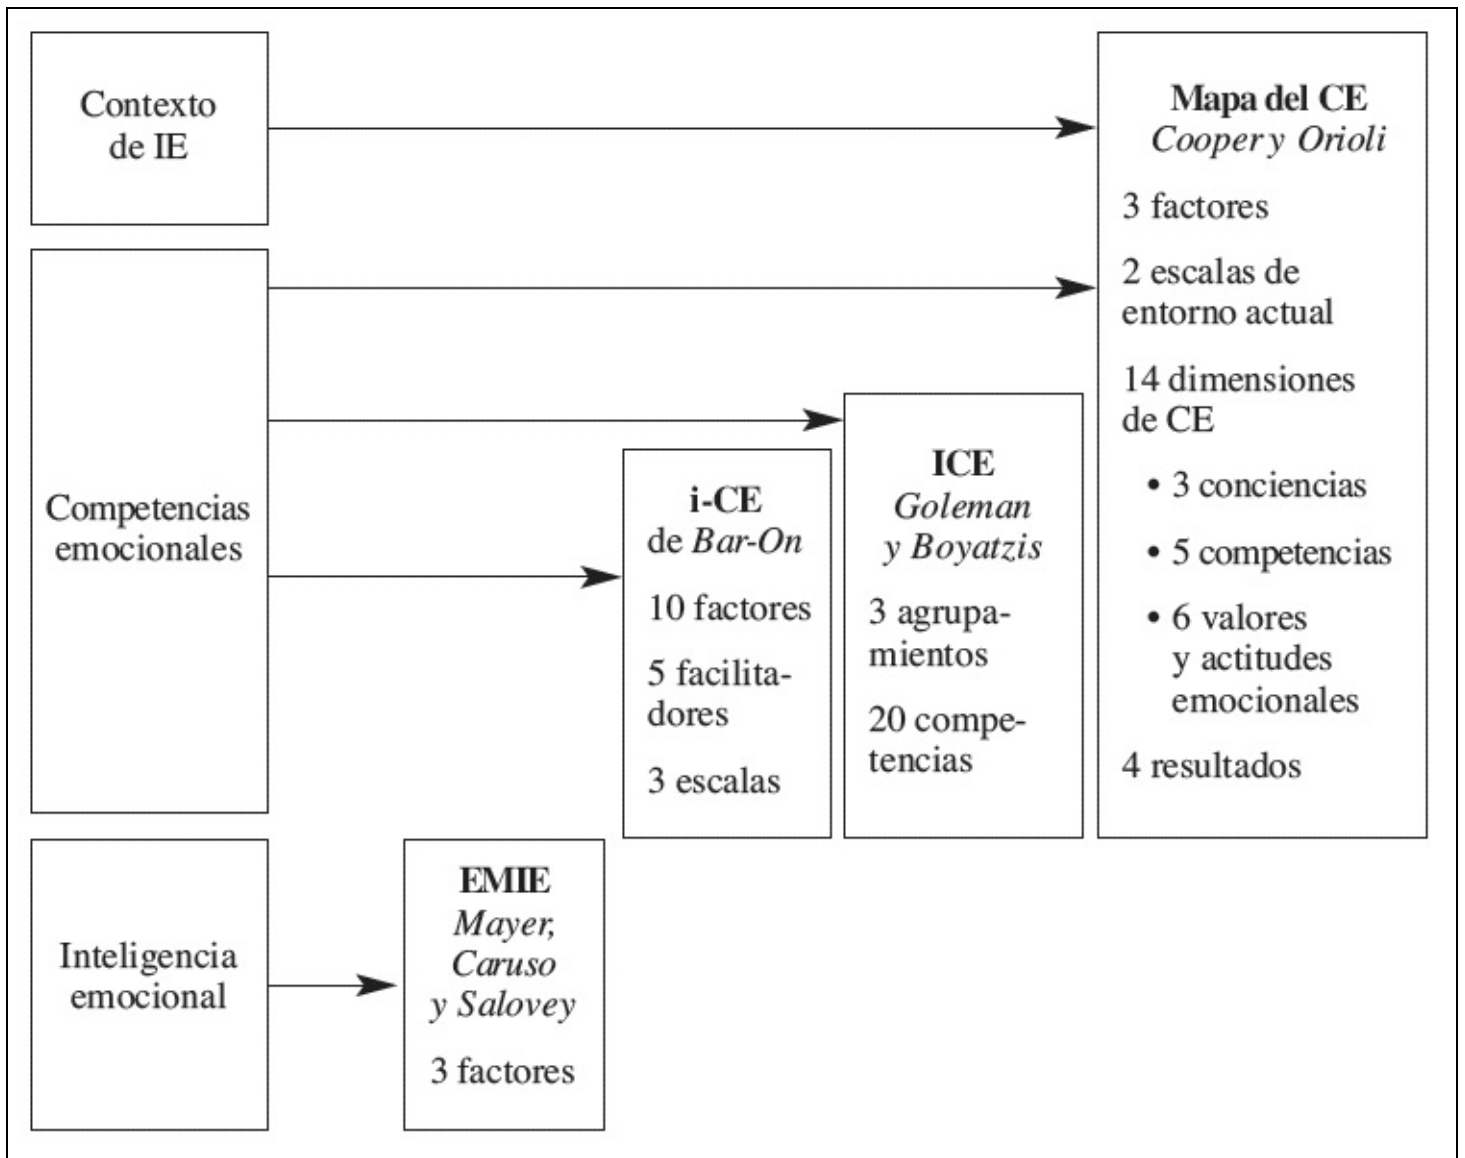 Contexto
de IE
Mapa del CE
Cooper y Orioli
3 factores
2 escalas de
entorno actual
14 dimensiones
de CE
• 3 conciencias
• 5 competencias
• 6 valores
y actitudes
emocionales
4 resultados
Competencias
emocionales
i-CE
de Bar-On
10 factores
5 facilita-
dores
3 escalas
ICE
Goleman
y Boyatzis
3 agrupa-
mientos
20 compe-
tencias
Inteligencia
emocional
EMIE
Mayer,
Caruso
y Salovey
3 factores